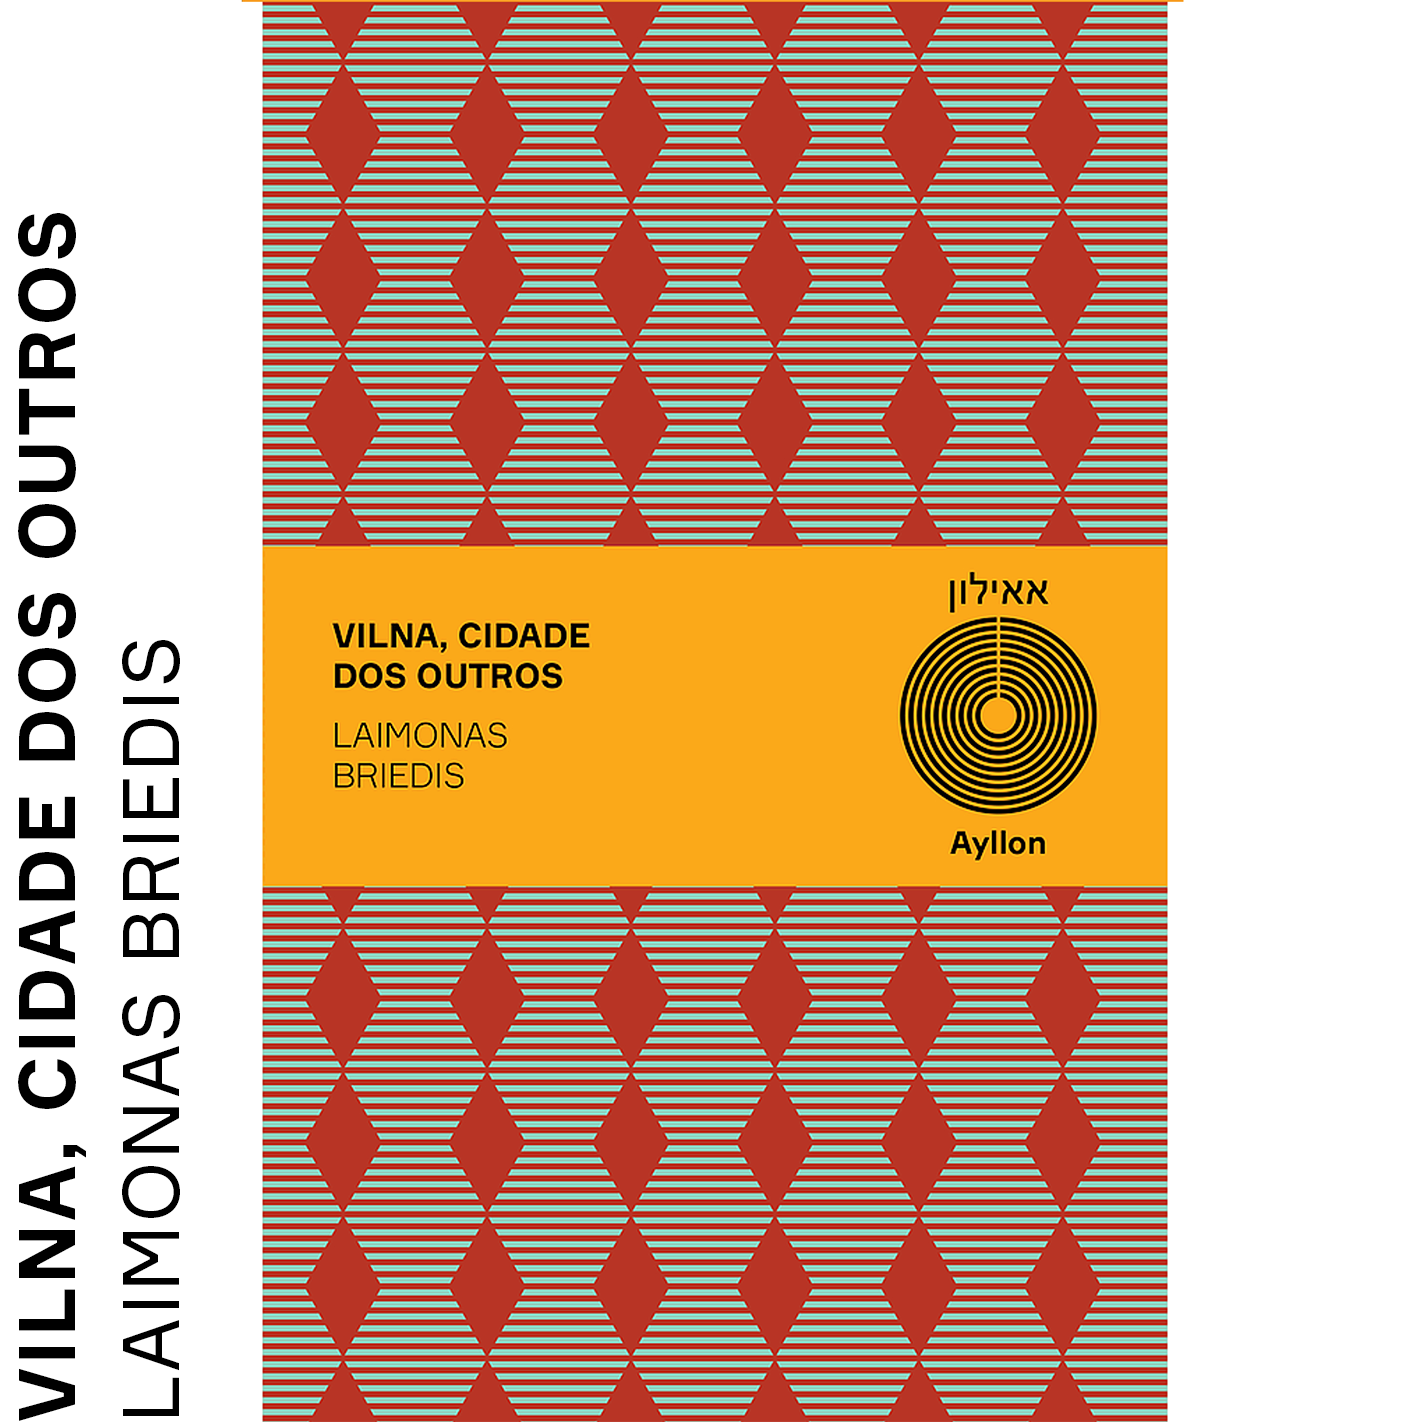 VILNA, CIDADE DOS OUTROS
LAIMONAS BRIEDIS
VILNA, CIDADE
DOS OUTROS
LAIMONAS
BRIEDIS
אאילון
Ayllon